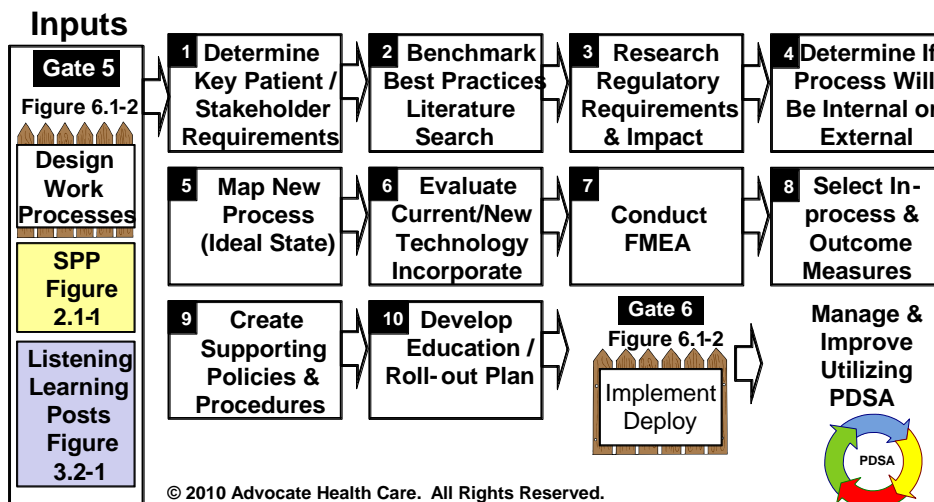 Inputs
Gate 5
Figure 6.1-2
Design
Work
Processes
SPP
Figure
2.1-1
Listening
Learning
Posts
Figure
3.2-1
1
Determine
Key Patient /
Stakeholder
Requirements
2
Benchmark
Best Practices
Literature
Search
3
Research
Regulatory
Requirements
& Impact
4
Determine If
Process Will
Be Internal or
External
5
Map New
Process
(Ideal State)
6
Evaluate
Current/New
Technology
Incorporate
7
Conduct
FMEA
8
Select In-
process &
Outcome
Measures
9
Create
Supporting
Policies &
Procedures
10
Develop
Education /
Roll-out Plan
Gate 6
Figure 6.1-2
Implement
Deploy
Manage &
Improve
Utilizing
PDSA
PDSA
© 2010 Advocate Health Care. All Rights Reserved.